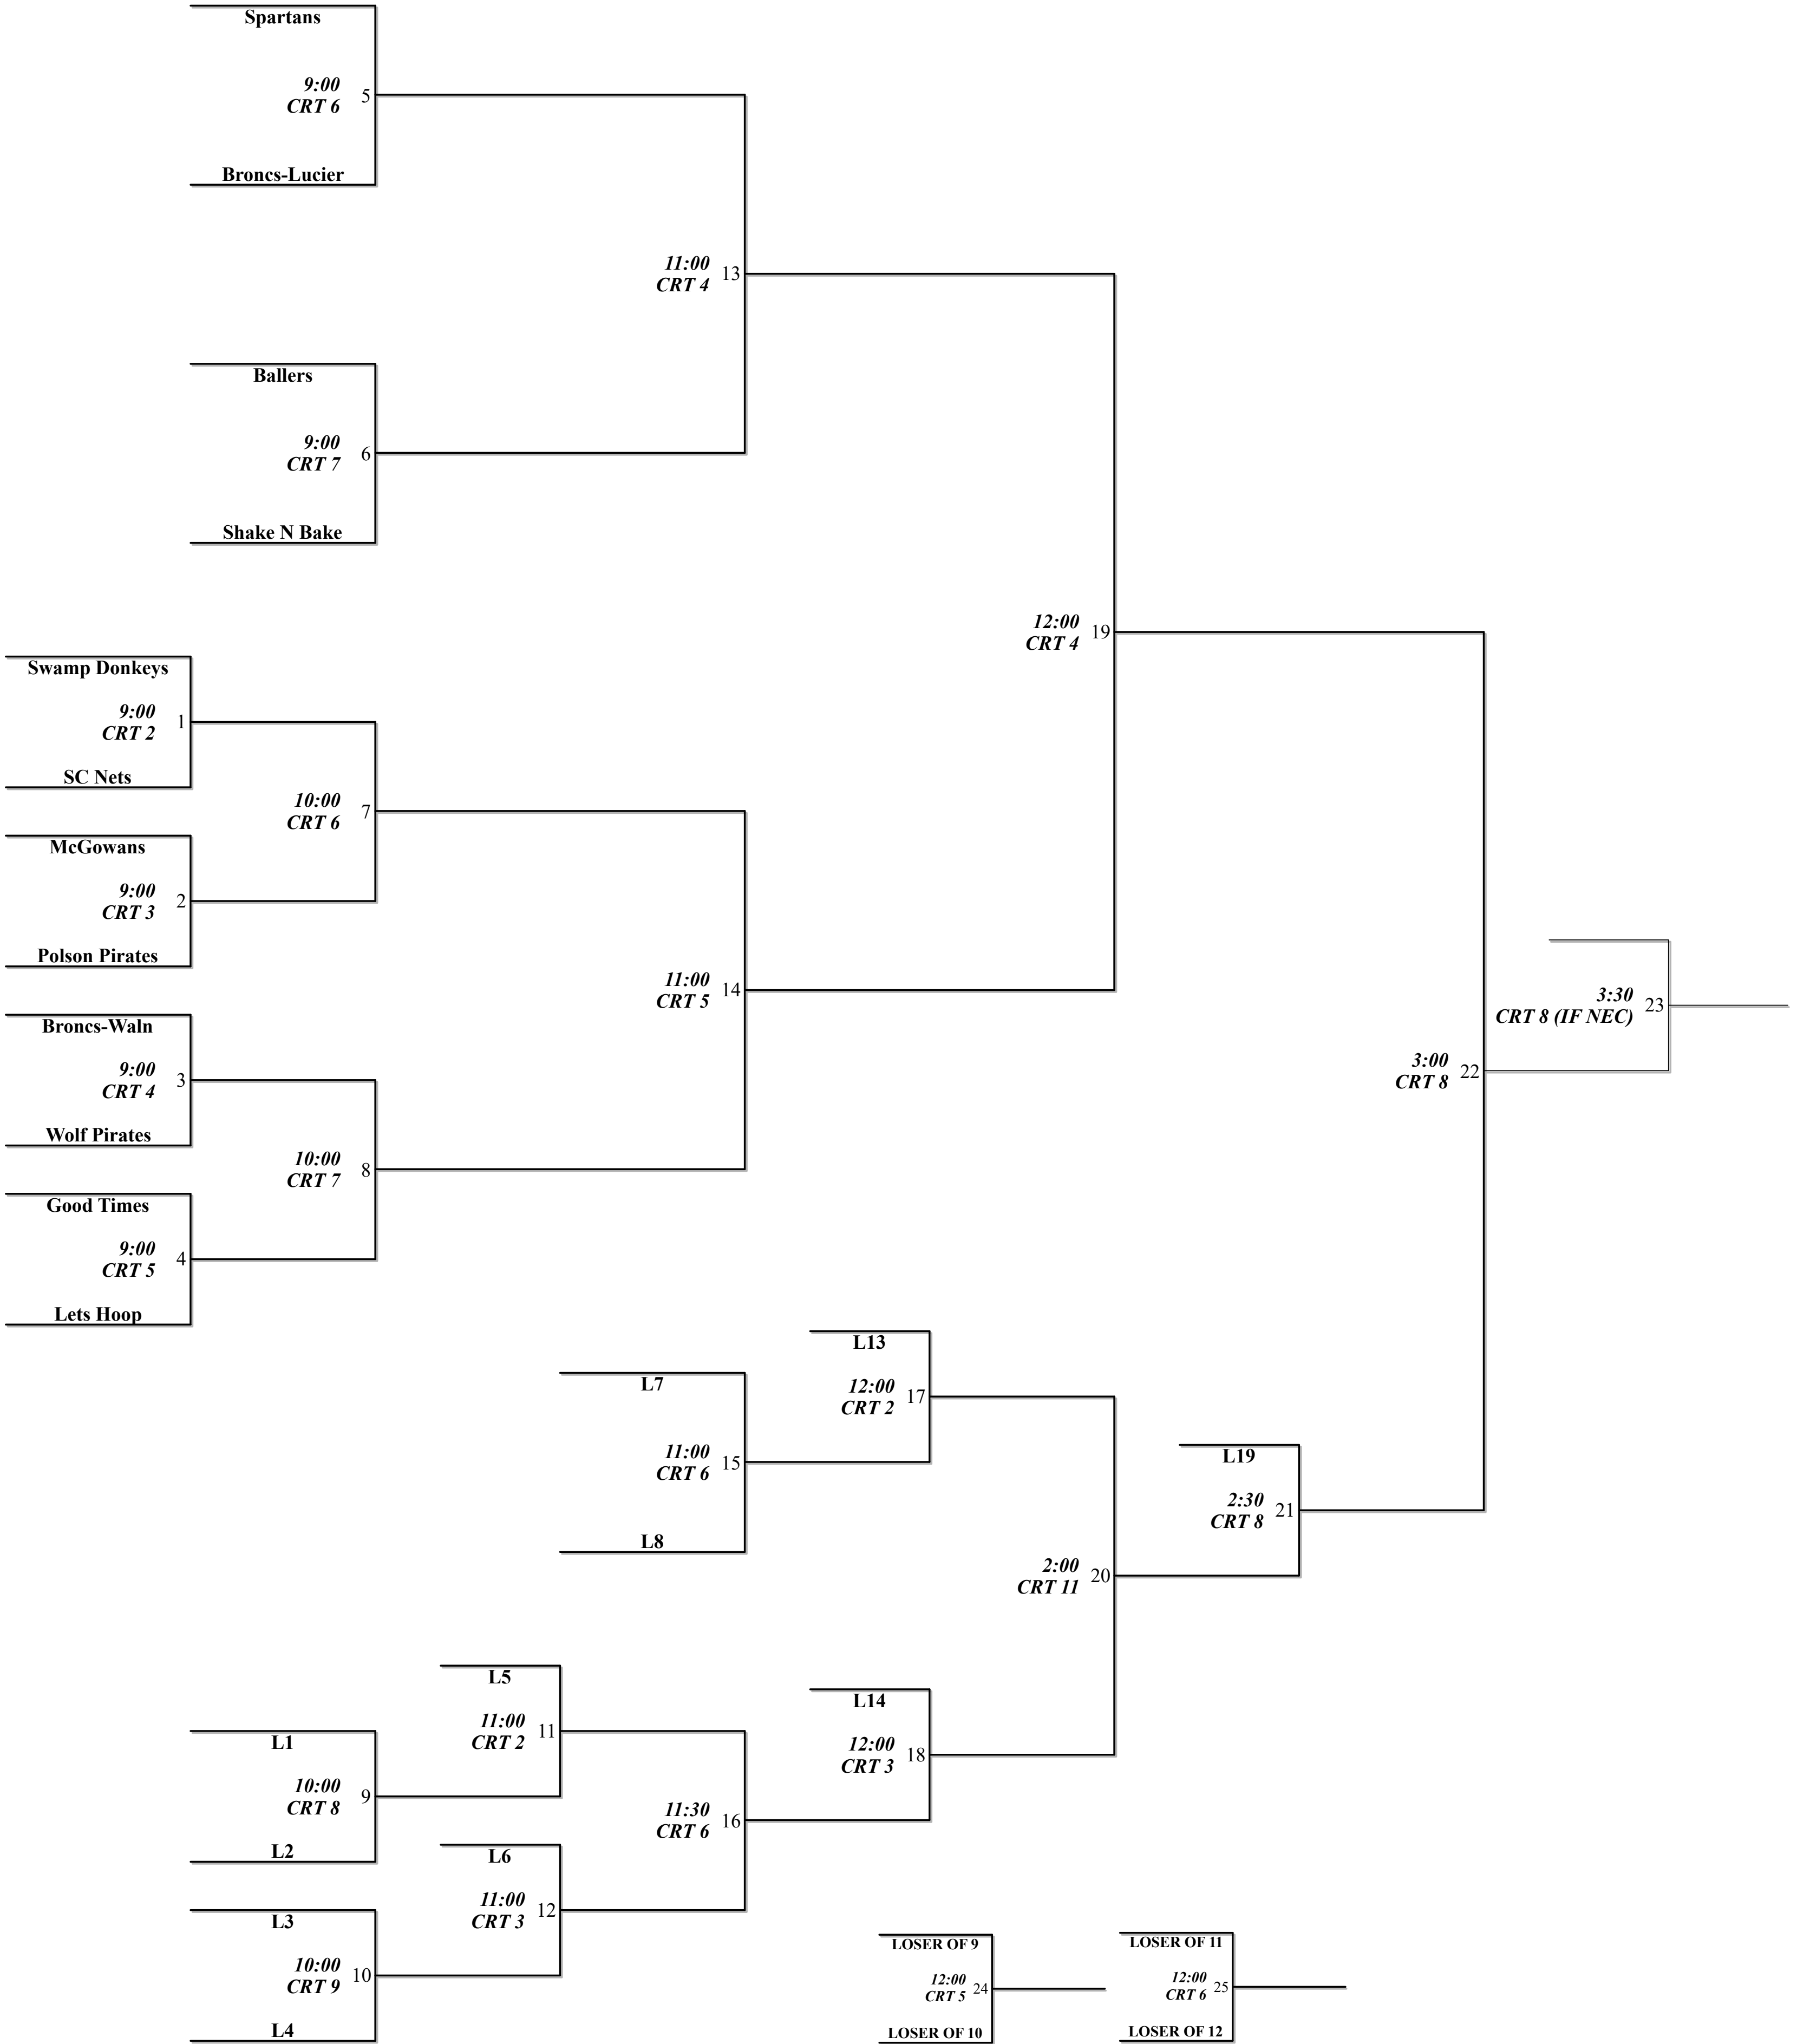 Spartans
9:00
CRT 6
5
Broncs-Lucier
11:00
CRT 4
13
Ballers
9:00
CRT 7
6
Shake N Bake
12:00
CRT 4
19
Swamp Donkeys
9:00
CRT 2
1
SC Nets
10:00
CRT 6
7
McGowans
9:00
CRT 3
2
Polson Pirates
11:00
CRT 5
14
3:30
CRT 8 (IF NEC)
23
Broncs-Waln
9:00
CRT 4
3
Wolf Pirates
3:00
CRT 8
22
10:00
CRT 7
8
Good Times
9:00
CRT 5
4
Lets Hoop
L13
12:00
CRT 2
17
L7
11:00
CRT 6
15
L8
L19
2:30
CRT 8
21
2:00
CRT 11
20
L5
11:00
CRT 2
11
L14
12:00
CRT 3
18
L1
10:00
CRT 8
9
L2
11:30
CRT 6
16
L6
11:00
CRT 3
12
L3
10:00
CRT 9
10
L4
LOSER OF 9
12:00
CRT 5
24
LOSER OF 10
LOSER OF 11
12:00
CRT 6
25
LOSER OF 12